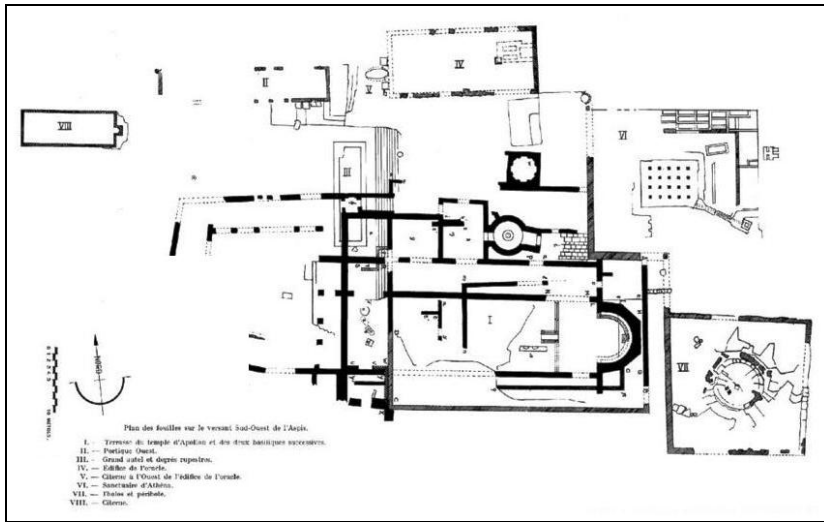 II
V
IV
VIII
VI
III
I
VII
NORD
Plan des fouilles sur le versant Sud-Ouest de l'Aspis.
I. — Terrasse du temple d'Apollon et des deux basiliques successives.
II. — Portique Ouest.
III. — Grand autel et degrés rupestres.
IV. — Edifice de l'oracle.
V. — Citerne à l'Ouest de l'édifice de l'oracle.
VI. — Sanctuaire d'Athéna.
VII. — Tholos et péribole.
VIII. — Citerne.